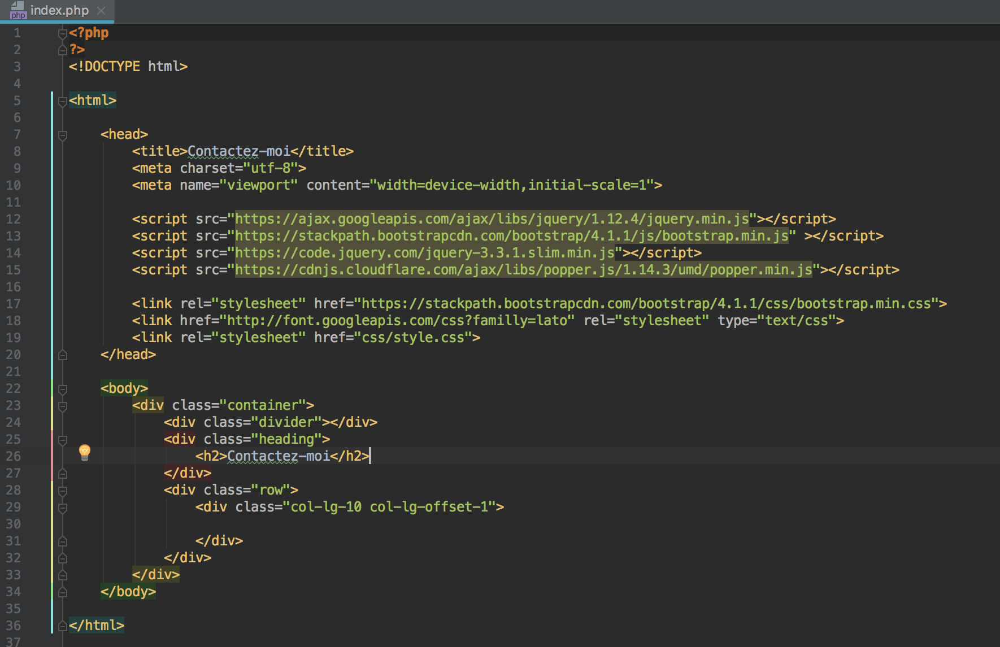 index.php
php
1 <?php
2 ?>
3 <!DOCTYPE html>
4
5 <html>
6
7 <head>
8 <title>Contactez-moi</title>
9 <meta charset="utf-8">
10 <meta name="viewport" content="width=device-width,initial-scale=1">
11
12 <script src="https://ajax.googleapis.com/ajax/libs/jquery/1.12.4/jquery.min.js"></script>
13 <script src="https://stackpath.bootstrapcdn.com/bootstrap/4.1.1/js/bootstrap.min.js" ></script>
14 <script src="https://code.jquery.com/jquery-3.3.1.slim.min.js"></script>
15 <script src="https://cdnjs.cloudflare.com/ajax/libs/popper.js/1.14.3/umd/popper.min.js"></script>
16
17 <link rel="stylesheet" href="https://stackpath.bootstrapcdn.com/bootstrap/4.1.1/css/bootstrap.min.css">
18 <link href="http://font.googleapis.com/css?familly=lato" rel="stylesheet" type="text/css">
19 <link rel="stylesheet" href="css/style.css">
20 </head>
21
22 <body>
23 <div class="container">
24 <div class="divider"></div>
25 <div class="heading">
26 <h2>Contactez-moi</h2>
27 </div>
28 <div class="row">
29 <div class="col-lg-10 col-lg-offset-1">
30
31 </div>
32 </div>
33 </div>
34 </body>
35
36 </html>
37